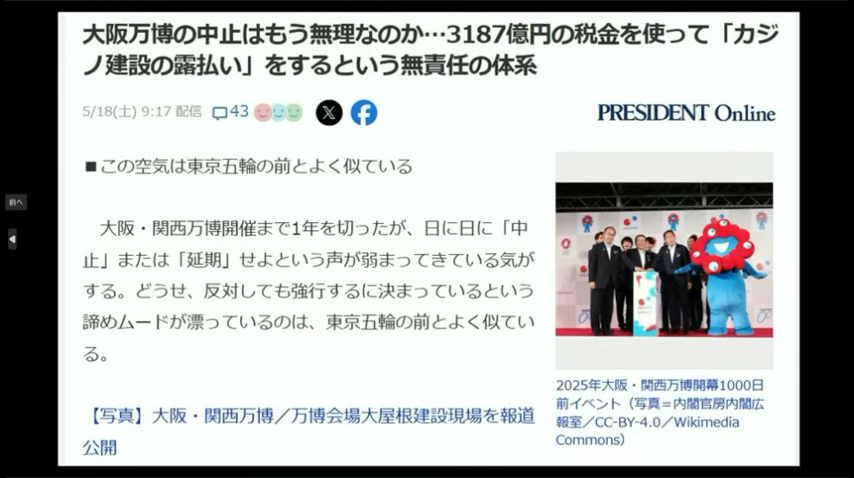 大阪万博の中止はもう無理なのか…3187億円の税金を使って「カジ
ノ建設の露払い」をするという無責任の体系
5/18(土) 9:17 配信 43
PRESIDENT Online
■この空気は東京五輪の前とよく似ている
前へ
大阪・関西万博開催まで1年を切ったが、日に日に「中
止」または「延期」せよという声が弱まってきている気が
する。どうせ、反対しても強行するに決まっているという
諦めムードが漂っているのは、東京五輪の前とよく似てい
る。
【写真】大阪・関西万博／万博会場大屋根建設現場を報道
公開
2025年大阪・関西万博開幕1000日
前イベント（写真＝内閣官房内閣広
報室／CC-BY-4.0／Wikimedia
Commons）